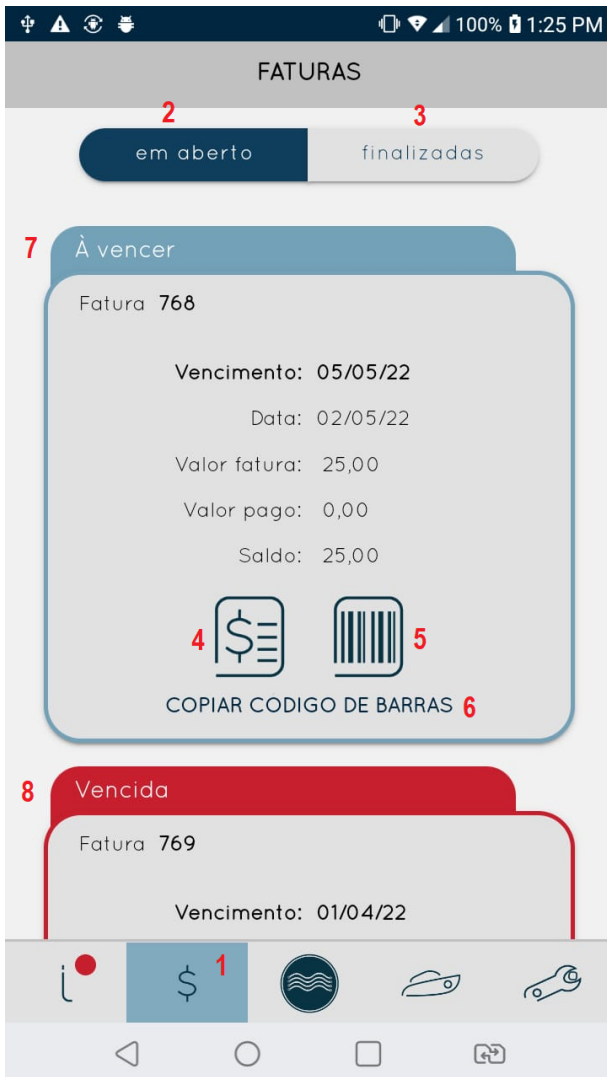 100% 1:25 PM
FATURAS
2 3
em aberto finalizadas
7 À vencer
Fatura 768
Vencimento: 05/05/22
Data: 02/05/22
Valor fatura: 25,00
Valor pago: 0,00
Saldo: 25,00
4 $ 5
COPIAR CODIGO DE BARRAS 6
8 Vencida
Fatura 769
Vencimento: 01/04/22
i $ 1